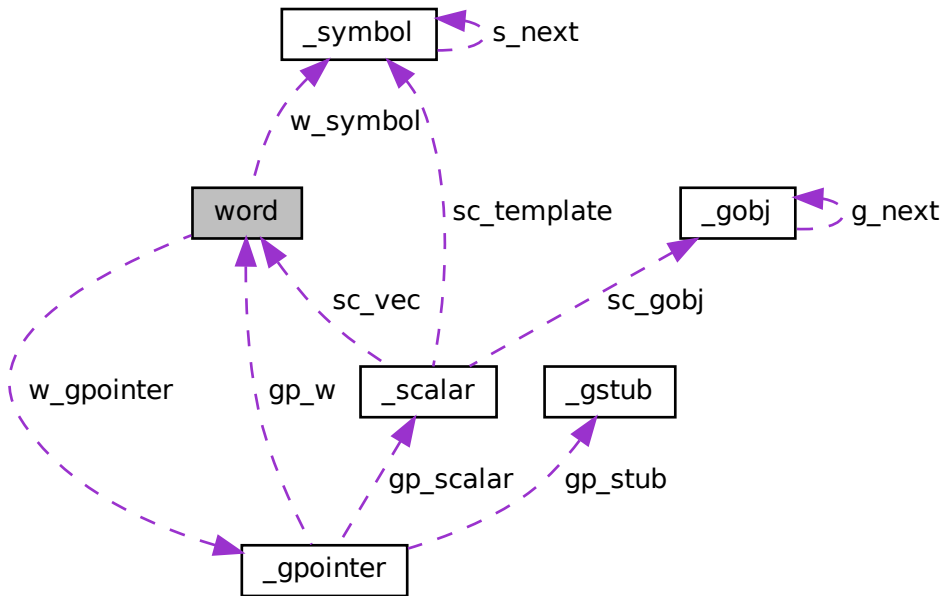 _symbol
s_next
w_symbol
word
sc_template
_gobj
g_next
sc_vec
sc_gobj
w_gpointer
gp_w
_scalar
_gstub
gp_scalar
gp_stub
_gpointer